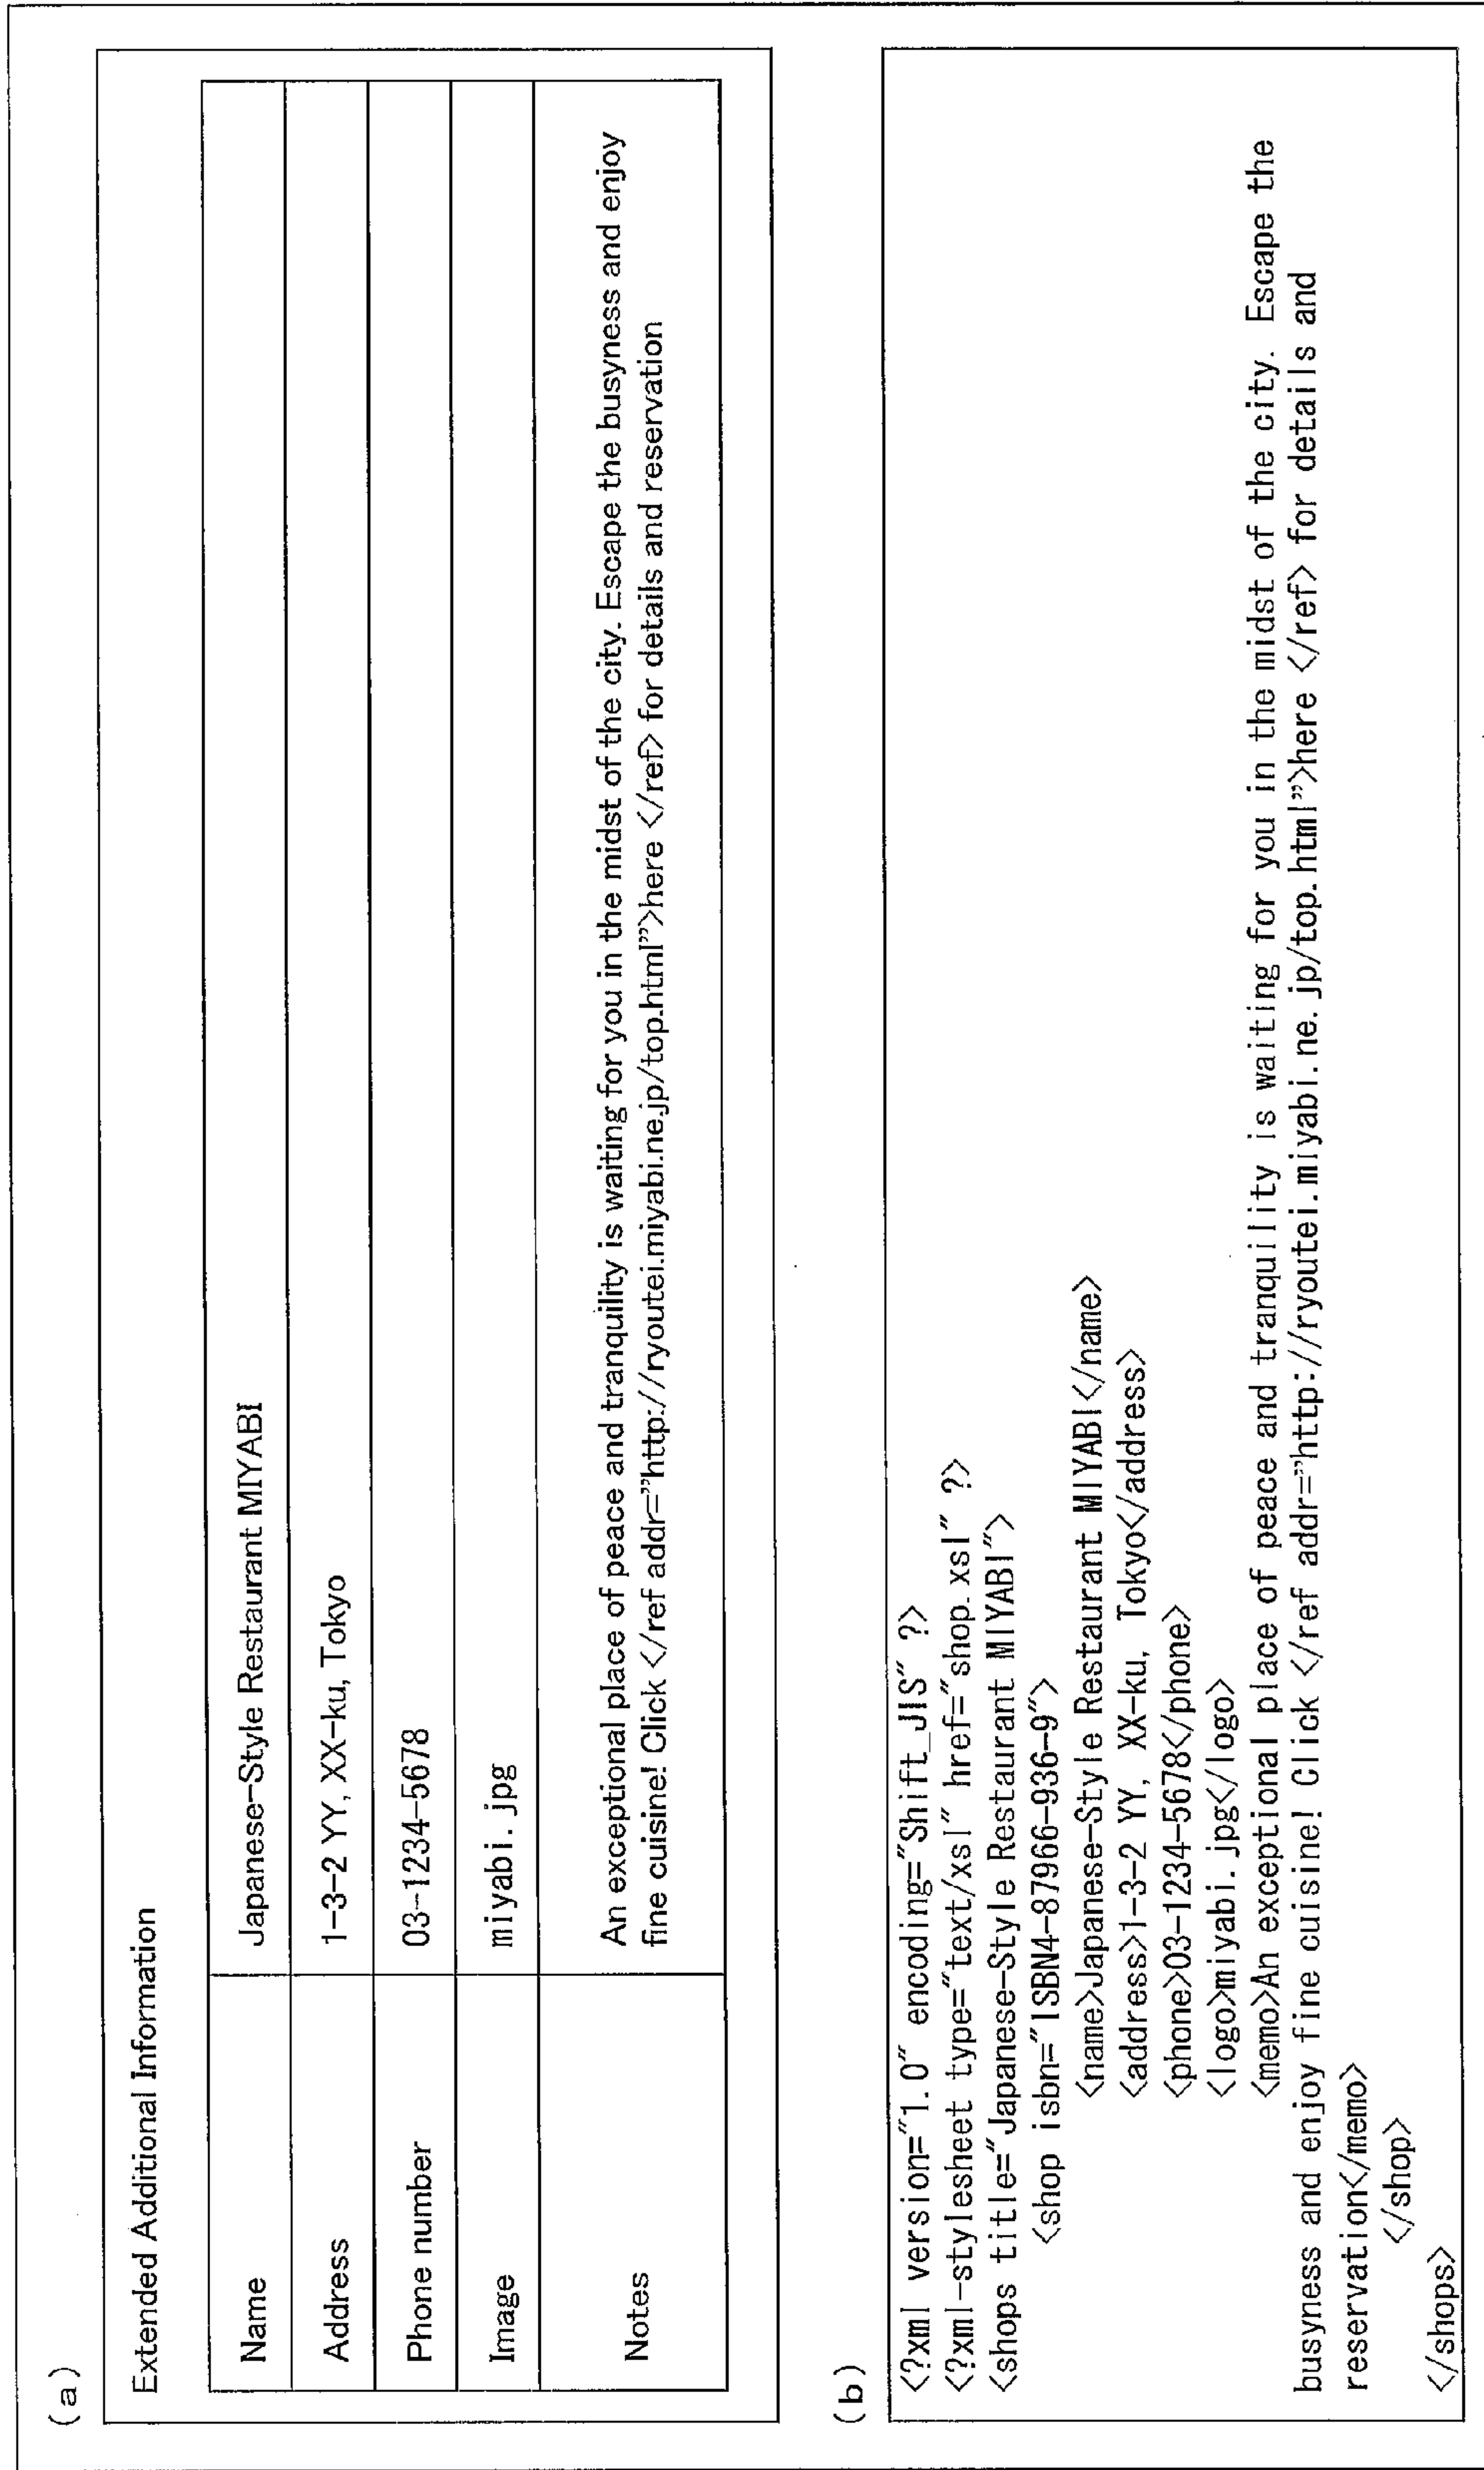 (a)
Extended Additional Information
Name Japanese-Style Restaurant MIYABI
Address 1-3-2 YY, XX-ku, Tokyo
Phone number 03-1234-5678
Image miyabi.jpg
Notes An exceptional place of peace and tranquility is waiting for you in the midst of the city. Escape the busyness and enjoy
fine cuisine! Click </ref addr="http://ryoutei.miyabi.ne.jp/top.html">here </ref> for details and reservation
(b)
<?xml version="1.0" encoding="Shift_JIS" ?>
<?xml-stylesheet type="text/xsl" href="shop.xsl" ?>
<shops title="Japanese-Style Restaurant MIYABI">
<shop isbn="ISBN4-87966-936-9">
<name>Japanese-Style Restaurant MIYABI</name>
<address>1-3-2 YY, XX-ku, Tokyo</address>
<phone>03-1234-5678</phone>
<logo>miyabi.jpg</logo>
<memo>An exceptional place of peace and tranquility is waiting for you in the midst of the city. Escape the
busyness and enjoy fine cuisine! Click </ref addr="http://ryoutei.miyabi.ne.jp/top.html">here </ref> for details and
reservation</memo>
</shop>
</shops>